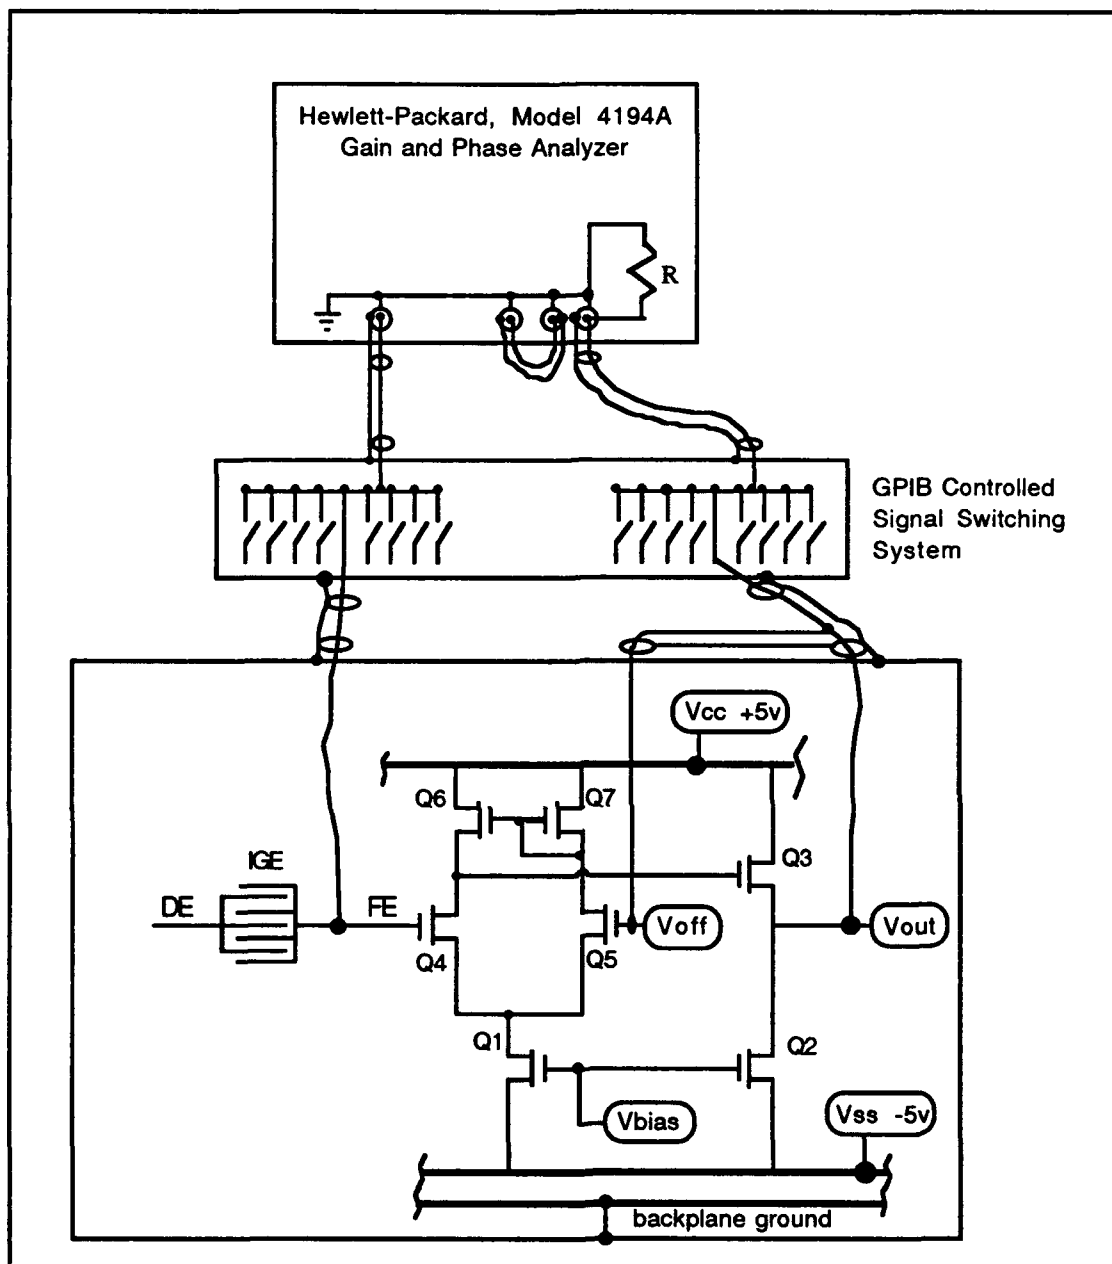 Hewlett-Packard, Model 4194A
Gain and Phase Analyzer
R
GPIB Controlled
Signal Switching
System
Vcc +5v
Q6
Q7
Q3
IGE
DE
FE
Voff
Vout
Q4
Q5
Q1
Q2
Vbias
Vss -5v
backplane ground